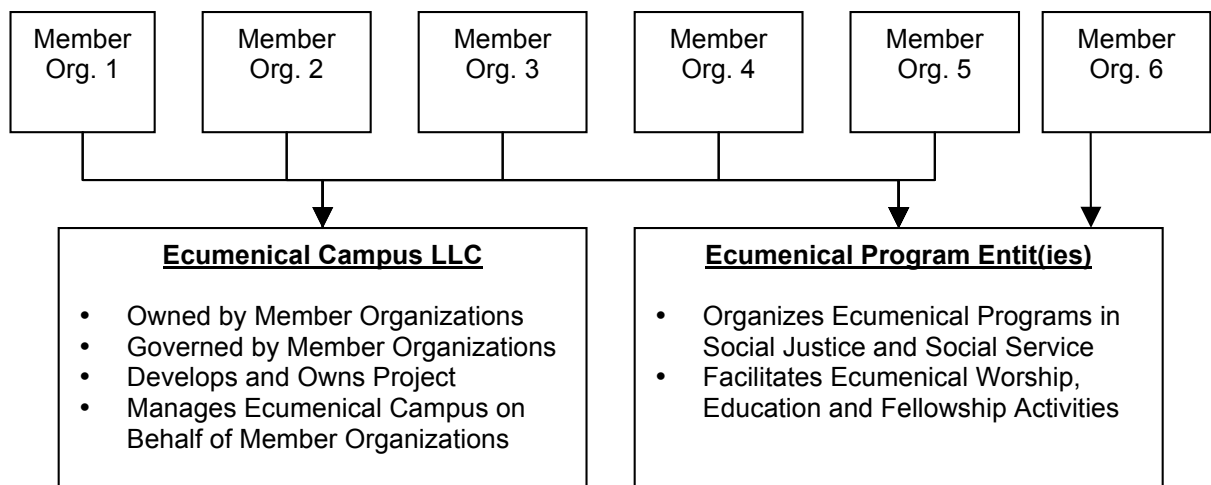 Member
Org. 1
Member
Org. 2
Member
Org. 3
Member
Org. 4
Member
Org. 5
Member
Org. 6
Ecumenical Campus LLC
• Owned by Member Organizations
• Governed by Member Organizations
• Develops and Owns Project
• Manages Ecumenical Campus on
Behalf of Member Organizations
Ecumenical Program Entit(ies)
• Organizes Ecumenical Programs in
Social Justice and Social Service
• Facilitates Ecumenical Worship,
Education and Fellowship Activities